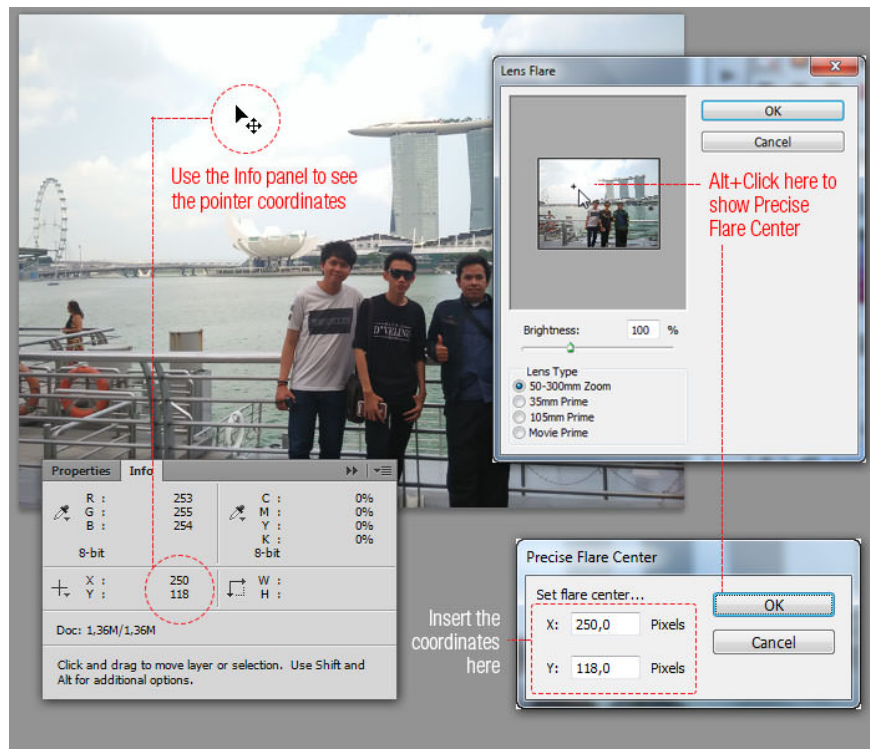 Lens Flare
OK
Cancel
Use the Info panel to see
the pointer coordinates
Alt+Click here to
show Precise
Flare Center
Brightness: 100 %
Lens Type
50-300mm Zoom
35mm Prime
105mm Prime
Movie Prime
Properties Info
R : 253 C : 0%
G : 255 M : 0%
B : 254 Y : 0%
K : 0%
8-bit 8-bit
X : 250 W :
Y : 118 H :
Doc: 1,36M/1,36M
Click and drag to move layer or selection. Use Shift and
Alt for additional options.
Precise Flare Center
Set flare center...
OK
X: 250,0 Pixels
Cancel
Y: 118,0 Pixels
Insert the
coordinates
here